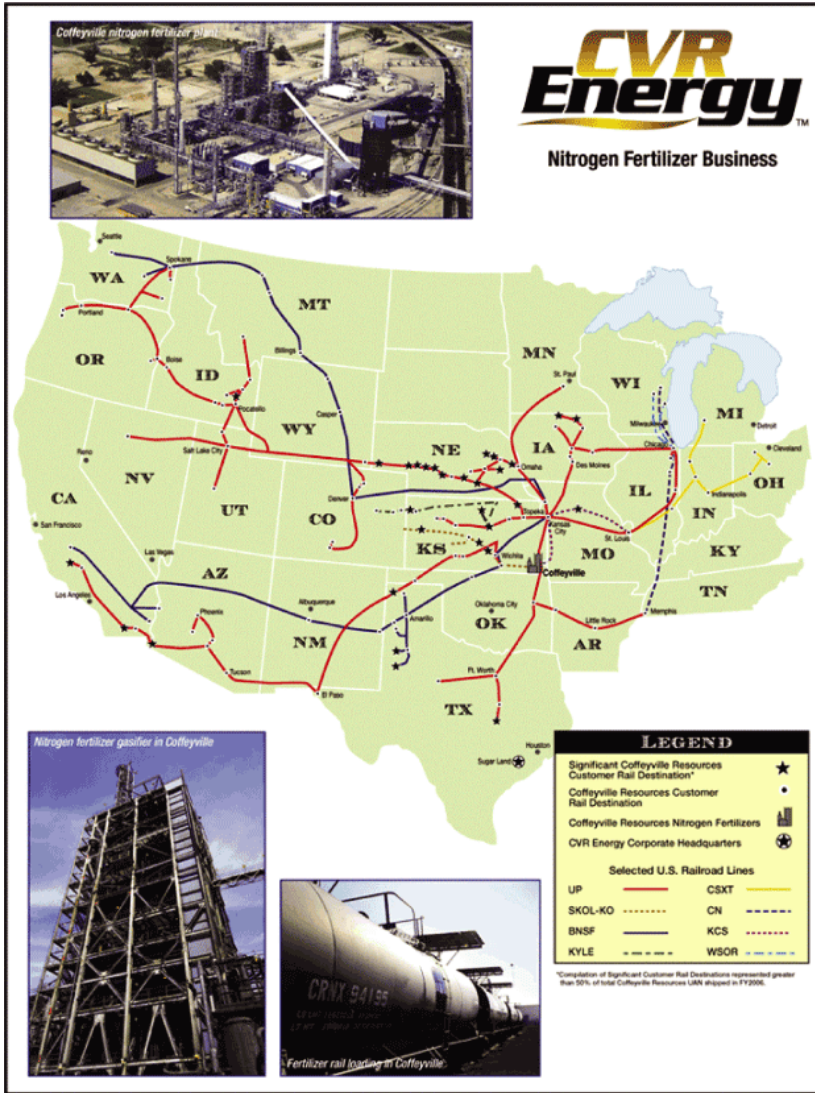 Coffeyville nitrogen fertilizer plant
CVR
Energy™
Nitrogen Fertilizer Business
Seattle
Spokane
WA
MT
Portland
OR
Billings
Boise
ID
Pocatello
MN
St. Paul
WI
MI
Milwaukee
Detroit
WY
Casper
NE
IA
Chicago
Cleveland
Reno
NV
Salt Lake City
Omaha
Des Moines
IL
OH
CA
UT
Denver
CO
Topeka
Kansas
City
Indianapolis
IN
San Francisco
KS
MO
St. Louis
KY
Las Vegas
Wichita
Coffeyville
AZ
TN
Los Angeles
Albuquerque
Oklahoma City
Phoenix
NM
Amarillo
OK
Little Rock
Memphis
AR
Tucson
El Paso
Ft. Worth
TX
Houston
Sugar Land
Nitrogen fertilizer gasifier in Coffeyville
LEGEND
Significant Coffeyville Resources
Customer Rail Destination*
Coffeyville Resources Customer
Rail Destination
Coffeyville Resources Nitrogen Fertilizers
CVR Energy Corporate Headquarters
Selected U.S. Railroad Lines
UP
CSXT
SKOL-KO
CN
BNSF
KCS
KYLE
WSOR
*Compilation of Significant Customer Rail Destinations represented greater
than 50% of total Coffeyville Resources UAN shipped in FY2006.
CRNX 94195
Fertilizer rail loading in Coffeyville